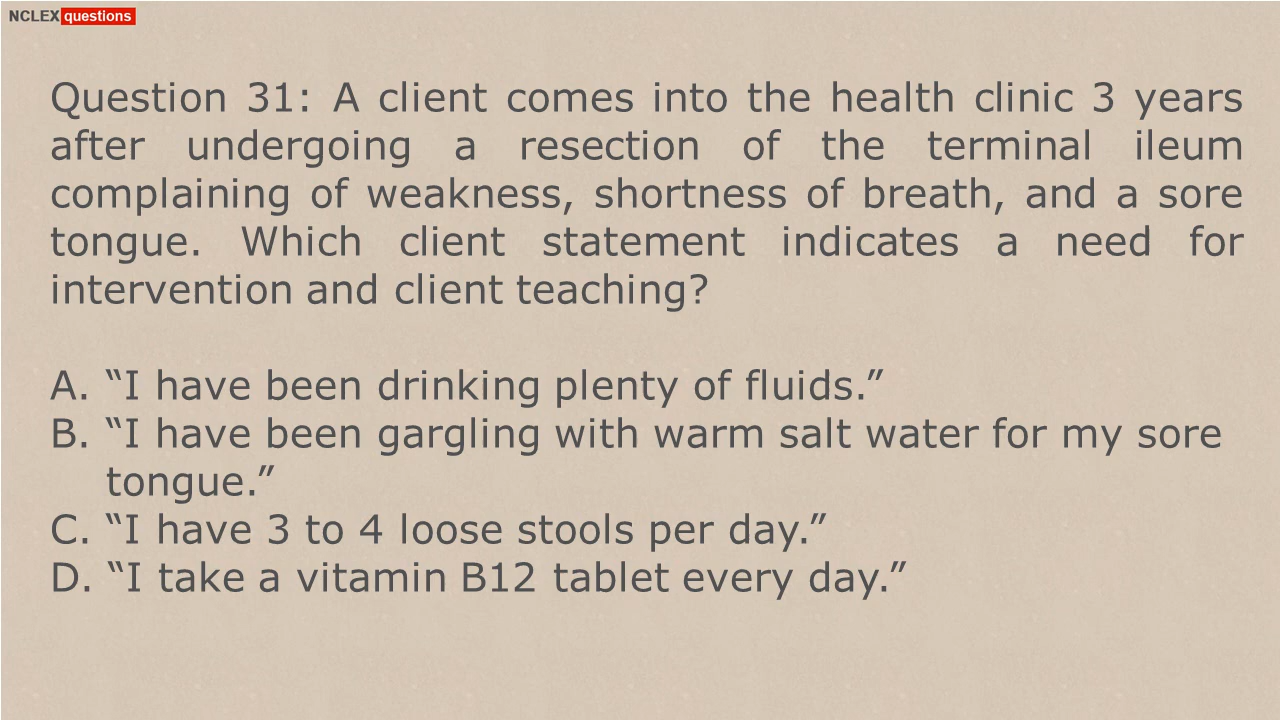 NCLEX questions
Question 31: A client comes into the health clinic 3 years
after undergoing a resection of the terminal ileum
complaining of weakness, shortness of breath, and a sore
tongue. Which client statement indicates a need for
intervention and client teaching?
A. “I have been drinking plenty of fluids.”
B. “I have been gargling with warm salt water for my sore
tongue.”
C. “I have 3 to 4 loose stools per day.”
D. “I take a vitamin B12 tablet every day.”